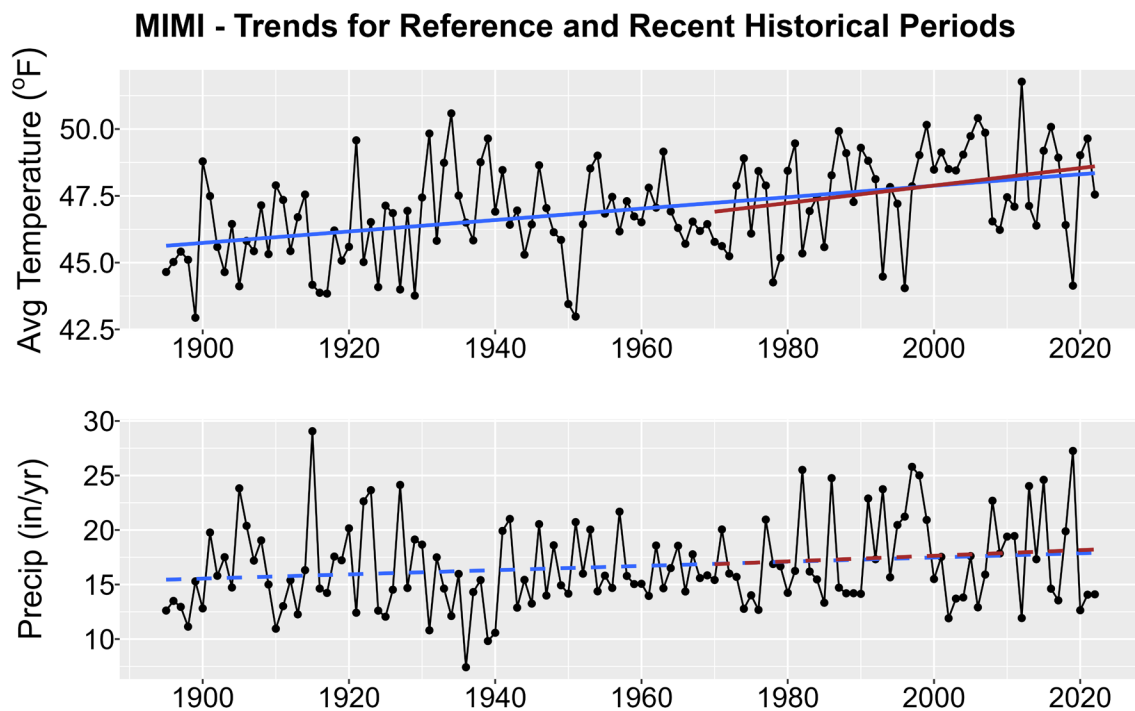 MIMI - Trends for Reference and Recent Historical Periods
Avg Temperature (°F)
50.0
47.5
45.0
42.5
1900 1920 1940 1960 1980 2000 2020
Precip (in/yr)
30
25
20
15
10
1900 1920 1940 1960 1980 2000 2020